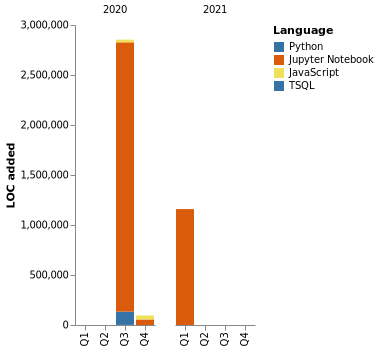 2020
2021
3,000,000
2,500,000
2,000,000
1,500,000
1,000,000
500,000
0
LOC added
Q1
Q2
Q3
Q4
Q1
Q2
Q3
Q4
Language
Python
Jupyter Notebook
JavaScript
TSQL